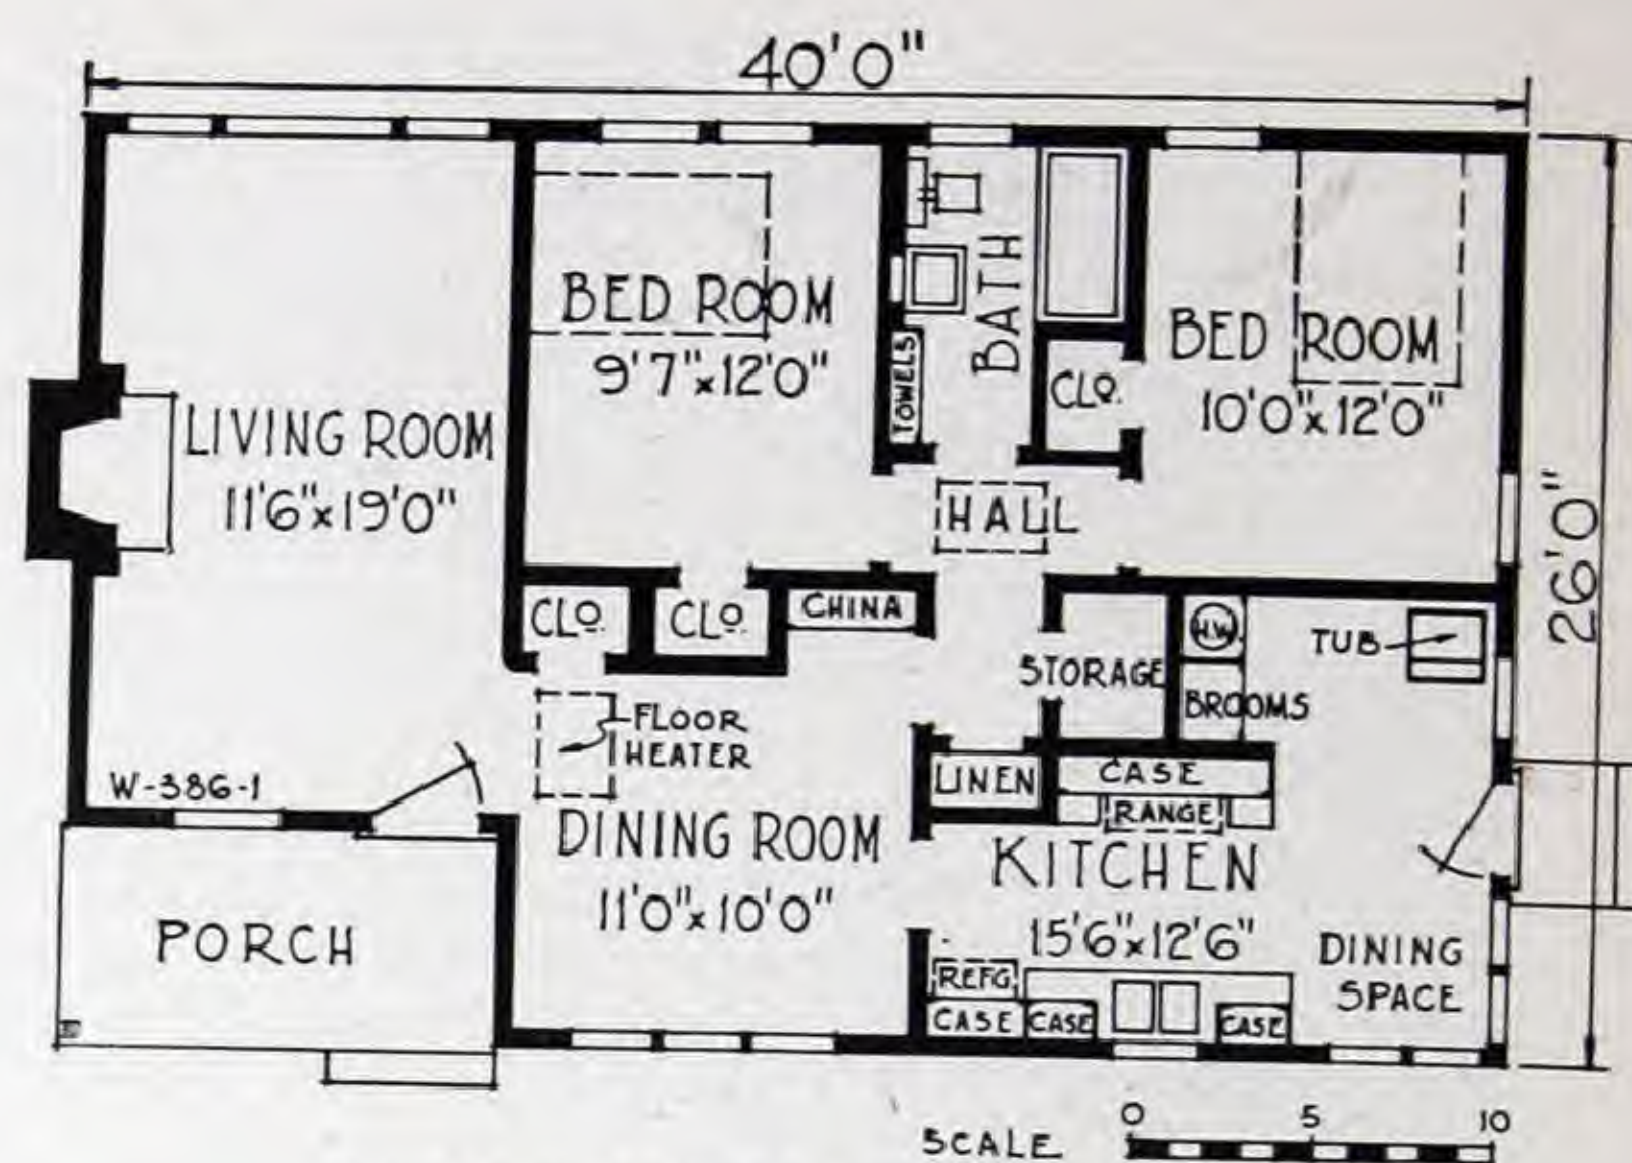 40'0"
LIVING ROOM
11'6"x19'0"
BED ROOM
9'7"x12'0"
BATH
TOWELS
CLO.
BED ROOM
10'0"x12'0"
HALL
26'0"
CLO.
CLO.
CHINA
STORAGE
H.W.
BROOMS
TUB
FLOOR
HEATER
W-386-1
LINEN
CASE
RANGE
DINING ROOM
11'0"x10'0"
KITCHEN
15'6"x12'6"
PORCH
DINING
SPACE
REFG.
CASE
CASE
CASE
SCALE
0 5 10